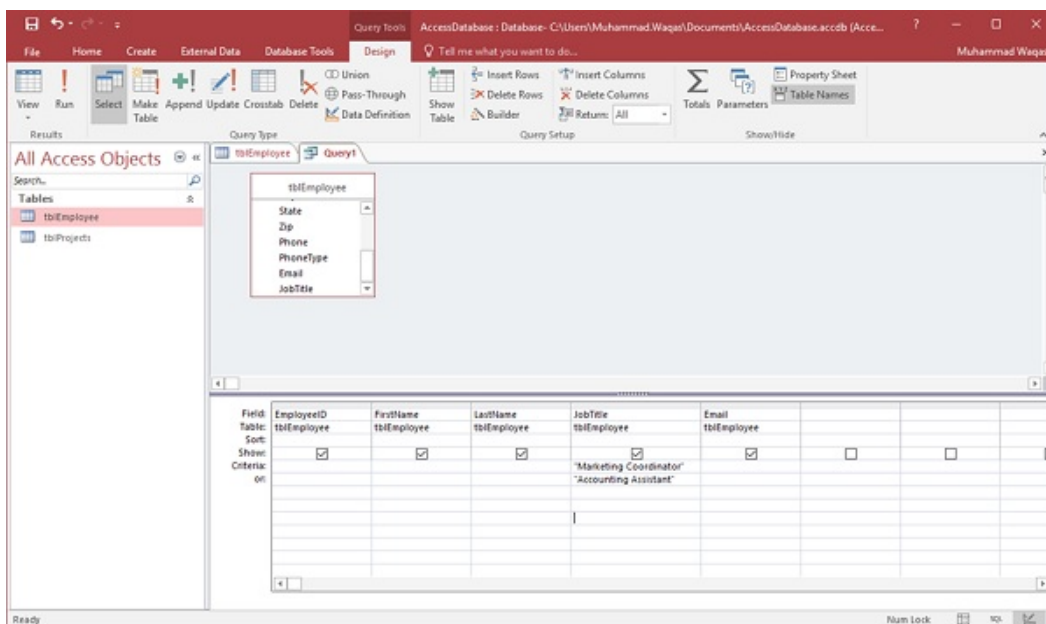 Query Tools
AccessDatabase : Database- C:\Users\Muhammad.Waqas\Documents\AccessDatabase.accdb (Acce...
?
File Home Create External Data Database Tools Design Tell me what you want to do... Muhammad Waqas
View
Run
Select
Make Table
Append
Update
Crosstab
Delete
Union
Pass-Through
Data Definition
Show Table
Insert Rows
Delete Rows
Builder
Insert Columns
Delete Columns
Return: All
Totals
Parameters
Property Sheet
Table Names
Results Query Type Query Setup Show/Hide
All Access Objects
Search...
Tables
tblEmployee
tblProjects
tblEmployee Query1
tblEmployee
State
Zip
Phone
PhoneType
Email
JobTitle
Field: EmployeeID FirstName LastName JobTitle Email
Table: tblEmployee tblEmployee tblEmployee tblEmployee tblEmployee
Sort:
Show:
Criteria: "Marketing Coordinator"
or: "Accounting Assistant"
Ready Num Lock SQL